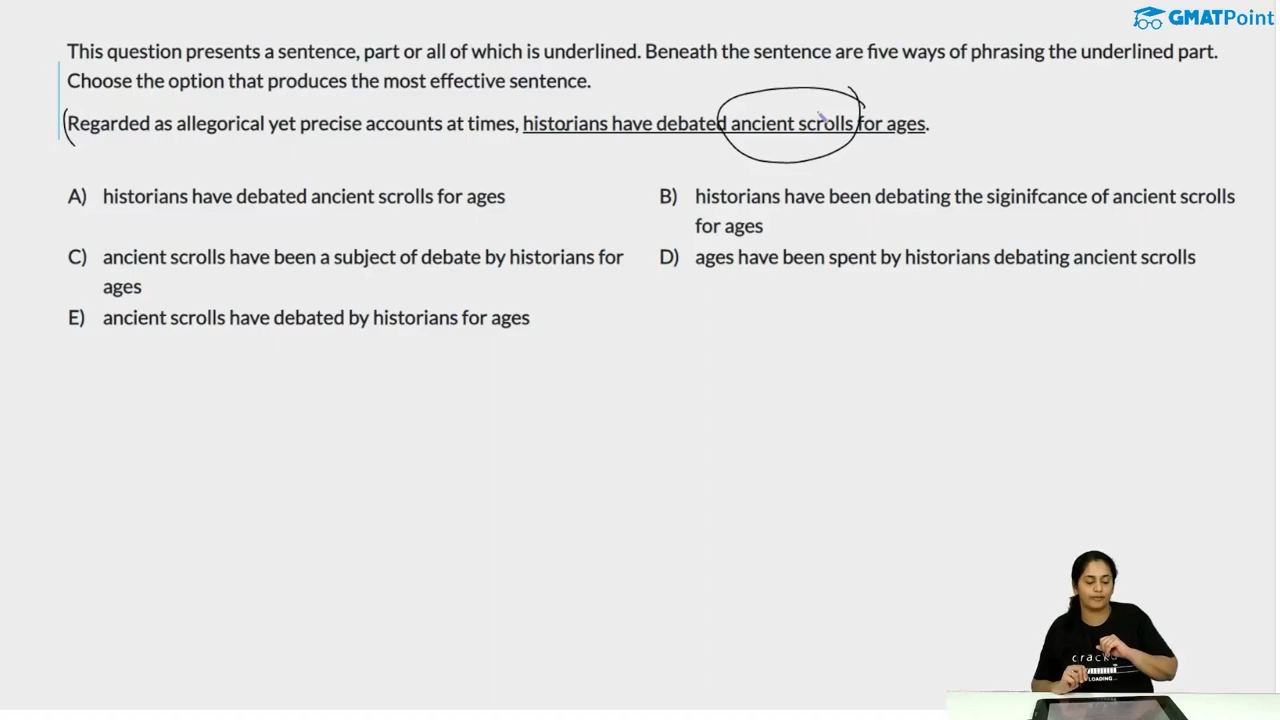 GMATPoint
This question presents a sentence, part or all of which is underlined. Beneath the sentence are five ways of phrasing the underlined part.
Choose the option that produces the most effective sentence.
Regarded as allegorical yet precise accounts at times, historians have debated ancient scrolls for ages.
A) historians have debated ancient scrolls for ages
B) historians have been debating the siginifcance of ancient scrolls
for ages
C) ancient scrolls have been a subject of debate by historians for
ages
D) ages have been spent by historians debating ancient scrolls
E) ancient scrolls have debated by historians for ages
LOADING...